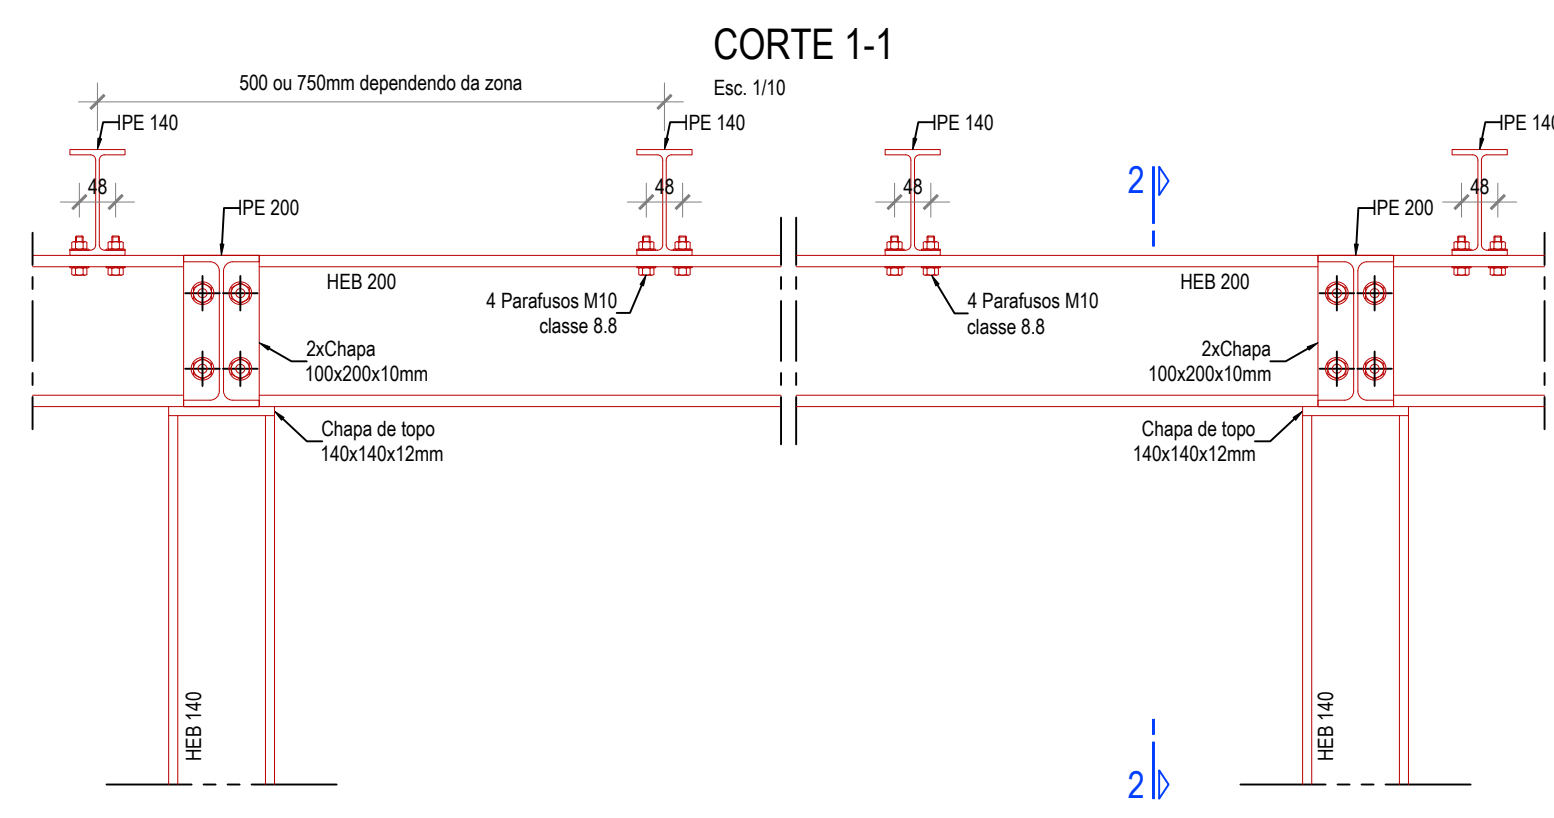 CORTE 1-1
500 ou 750mm dependendo da zona
Esc. 1/10
IPE 140
IPE 140
IPE 140
IPE 140
48
48
2
48
48
IPE 200
IPE 200
HEB 200
HEB 200
4 Parafusos M10
classe 8.8
4 Parafusos M10
classe 8.8
2xChapa
100x200x10mm
2xChapa
100x200x10mm
Chapa de topo
140x140x12mm
Chapa de topo
140x140x12mm
HEB 140
HEB 140
2